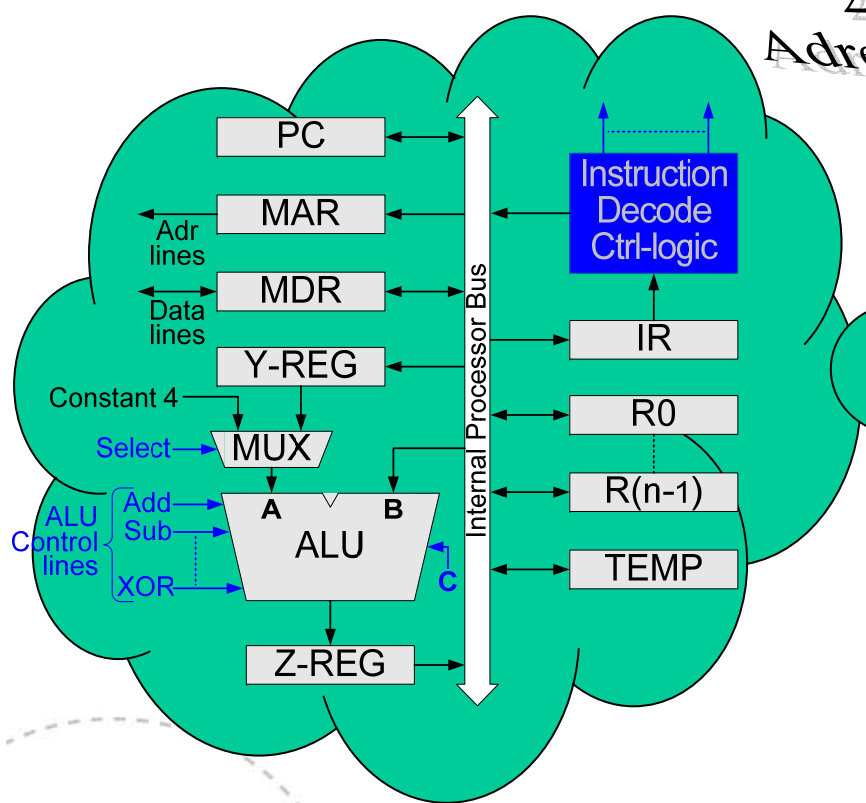 Adre
PC
MAR
Adr
lines
MDR
Data
lines
Y-REG
Constant 4
Select
MUX
ALU
Control
lines
Add
Sub
XOR
A
B
ALU
C
Z-REG
Internal Processor Bus
Instruction
Decode
Ctrl-logic
IR
R0
R(n-1)
TEMP